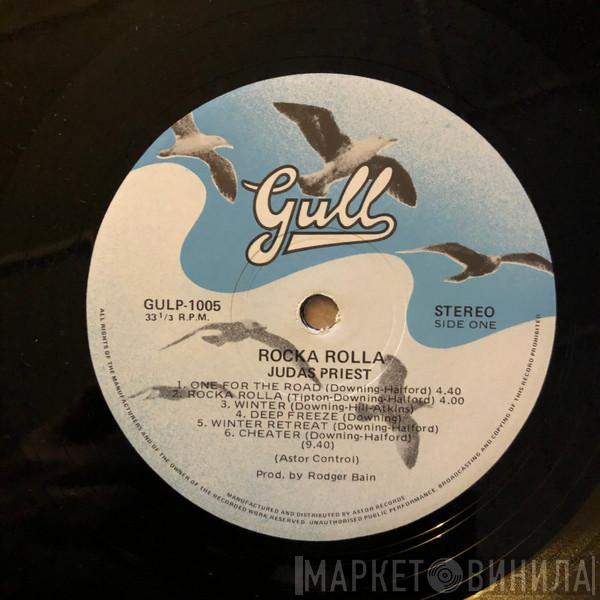 Gull
GULP-1005
33 1/3 R.P.M.
STEREO
SIDE ONE
ROCKA ROLLA
JUDAS PRIEST
1. ONE FOR THE ROAD (Downing-Halford) 4.40
2. ROCKA ROLLA (Tipton-Downing-Halford) 4.00
3. WINTER (Downing-Hill-Atkins)
4. DEEP FREEZE (Downing)
5. WINTER RETREAT (Downing-Halford)
6. CHEATER (Downing-Halford)
(9.40)
(Astor Control)
Prod. by Rodger Bain
MANUFACTURED AND DISTRIBUTED BY ASTOR RECORDS
ALL RIGHTS OF THE MANUFACTURERS AND OF THE OWNER OF THE RECORDED WORK RESERVED. UNAUTHORISED PUBLIC PERFORMANCE, BROADCASTING AND COPYING OF THIS RECORD PROHIBITED.
МАРКЕТ ВИНИЛА